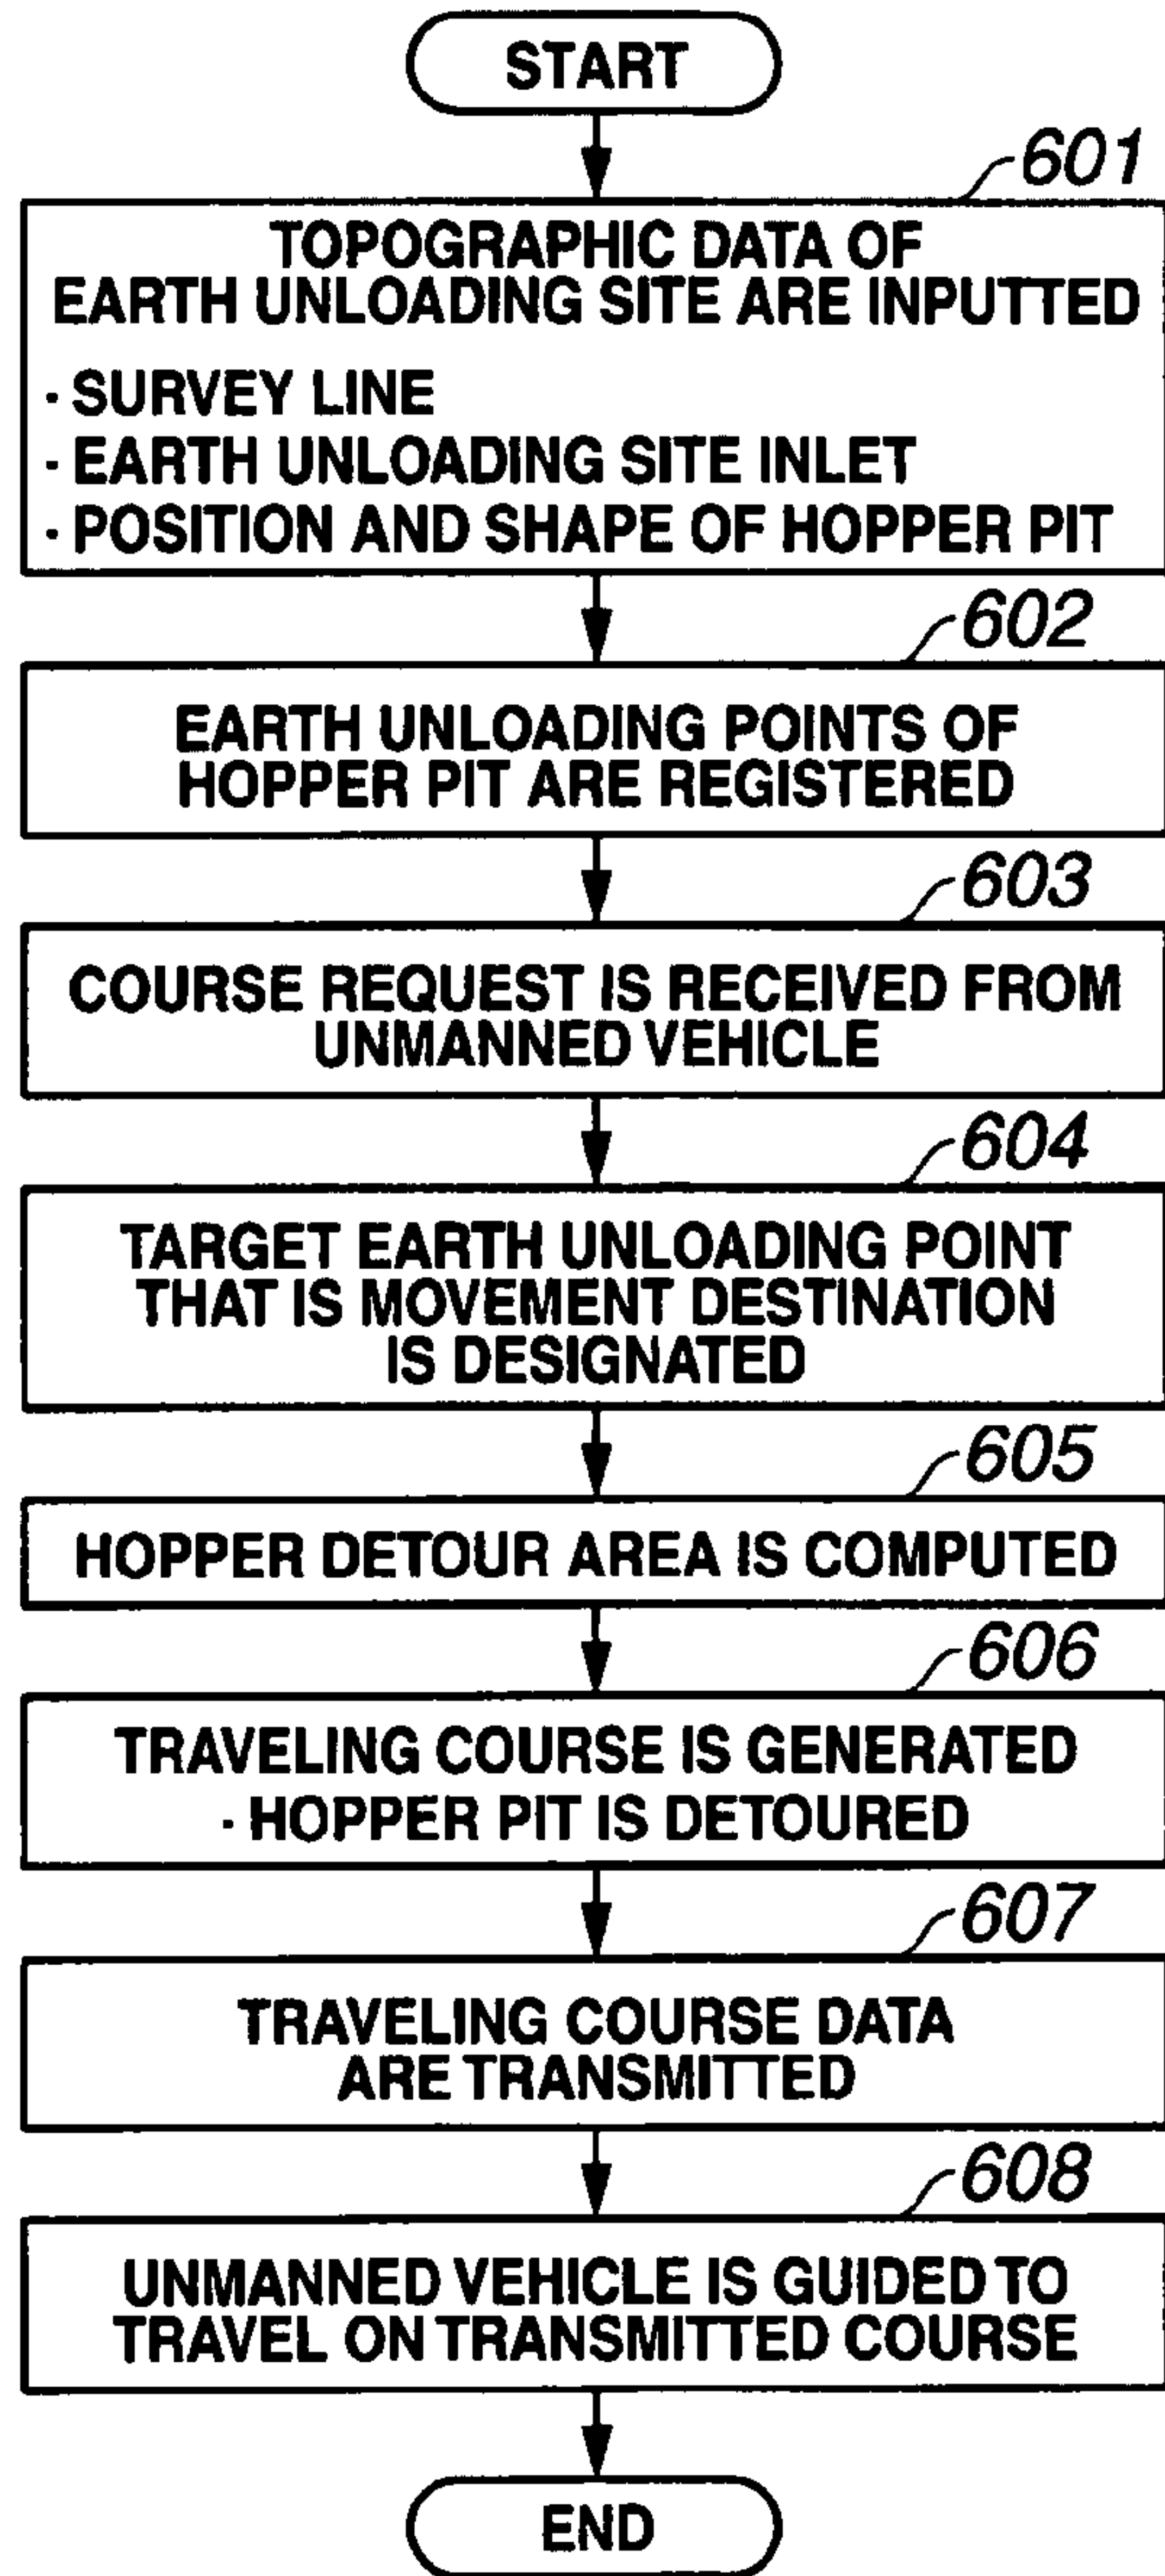 START
601
TOPOGRAPHIC DATA OF
EARTH UNLOADING SITE ARE INPUTTED
· SURVEY LINE
· EARTH UNLOADING SITE INLET
· POSITION AND SHAPE OF HOPPER PIT
602
EARTH UNLOADING POINTS OF
HOPPER PIT ARE REGISTERED
603
COURSE REQUEST IS RECEIVED FROM
UNMANNED VEHICLE
604
TARGET EARTH UNLOADING POINT
THAT IS MOVEMENT DESTINATION
IS DESIGNATED
605
HOPPER DETOUR AREA IS COMPUTED
606
TRAVELING COURSE IS GENERATED
· HOPPER PIT IS DETOURED
607
TRAVELING COURSE DATA
ARE TRANSMITTED
608
UNMANNED VEHICLE IS GUIDED TO
TRAVEL ON TRANSMITTED COURSE
END